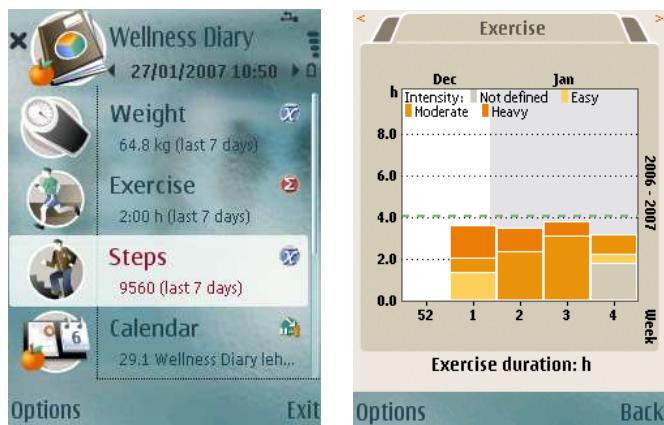 Wellness Diary
27/01/2007 10:50
Weight
64.8 kg (last 7 days)
Exercise
2:00 h (last 7 days)
Steps
9560 (last 7 days)
Calendar
29.1 Wellness Diary leh...
Options Exit
Exercise
Dec Jan
h
Intensity: Not defined Easy
Moderate Heavy
8.0
6.0
4.0
2.0
0.0
52 1 2 3 4
2006 - 2007
Week
Exercise duration: h
Options Back